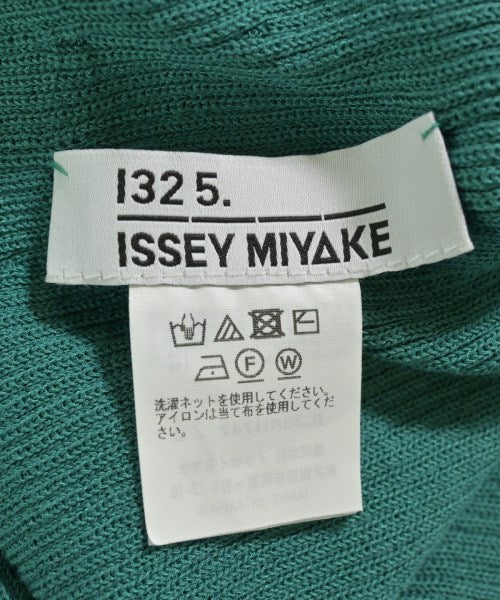 132 5.
ISSEY MIYAKE
F W
洗濯ネットを使用してください。
アイロンは当て布を使用してくだ
さい。